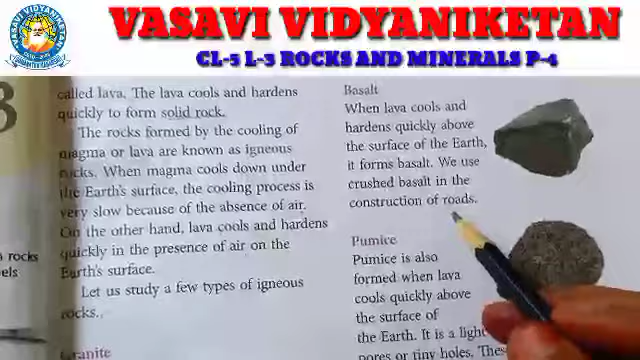 VASAVI VIDYANIKETAN
CL-5 L-3 ROCKS AND MINERALS P-4
VASAVI VIDYANIKETAN
3
called lava. The lava cools and hardens
quickly to form solid rock.
The rocks formed by the cooling of
magma or lava are known as igneous
rocks. When magma cools down under
the Earth's surface, the cooling process is
very slow because of the absence of air.
On the other hand, lava cools and hardens
quickly in the presence of air on the
Earth's surface.
Let us study a few types of igneous
rocks.
Granite
rocks
Basalt
When lava cools and
hardens quickly above
the surface of the Earth,
it forms basalt. We use
crushed basalt in the
construction of roads.
Pumice
Pumice is also
formed when lava
cools quickly above
the surface of
the Earth. It is a light
pores or tiny holes.